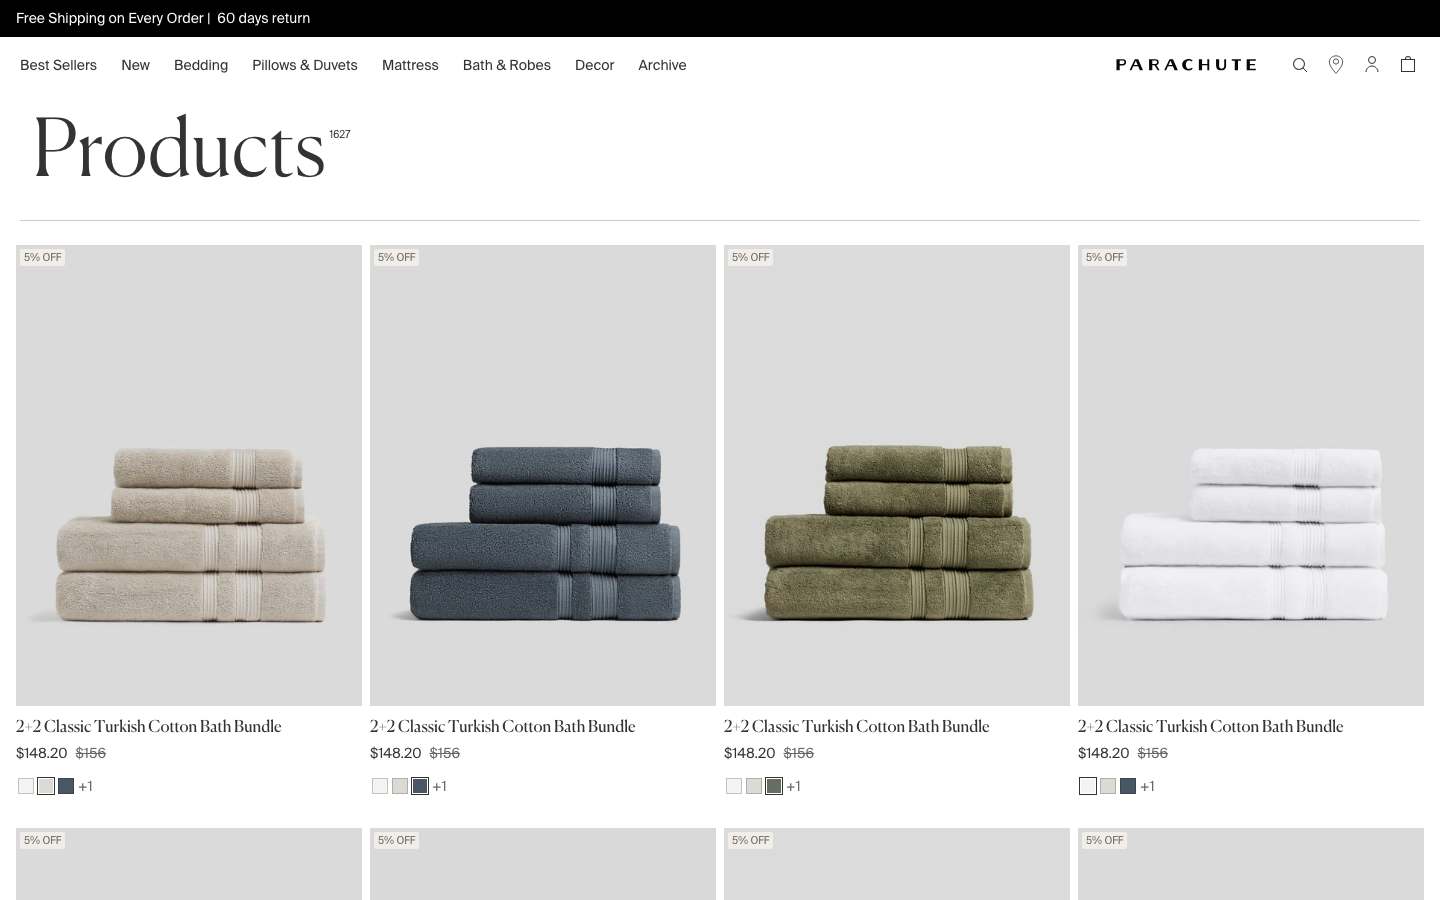 Free Shipping on Every Order | 60 days return
Best Sellers New Bedding Pillows & Duvets Mattress Bath & Robes Decor Archive PARACHUTE
Products 1627
5% OFF 5% OFF 5% OFF 5% OFF
2+2 Classic Turkish Cotton Bath Bundle 2+2 Classic Turkish Cotton Bath Bundle 2+2 Classic Turkish Cotton Bath Bundle 2+2 Classic Turkish Cotton Bath Bundle
$148.20 $156 $148.20 $156 $148.20 $156 $148.20 $156
+1 +1 +1 +1
5% OFF 5% OFF 5% OFF 5% OFF